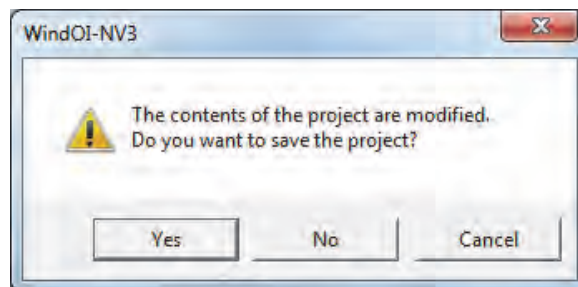 WindOI-NV3
The contents of the project are modified.
Do you want to save the project?
Yes No Cancel